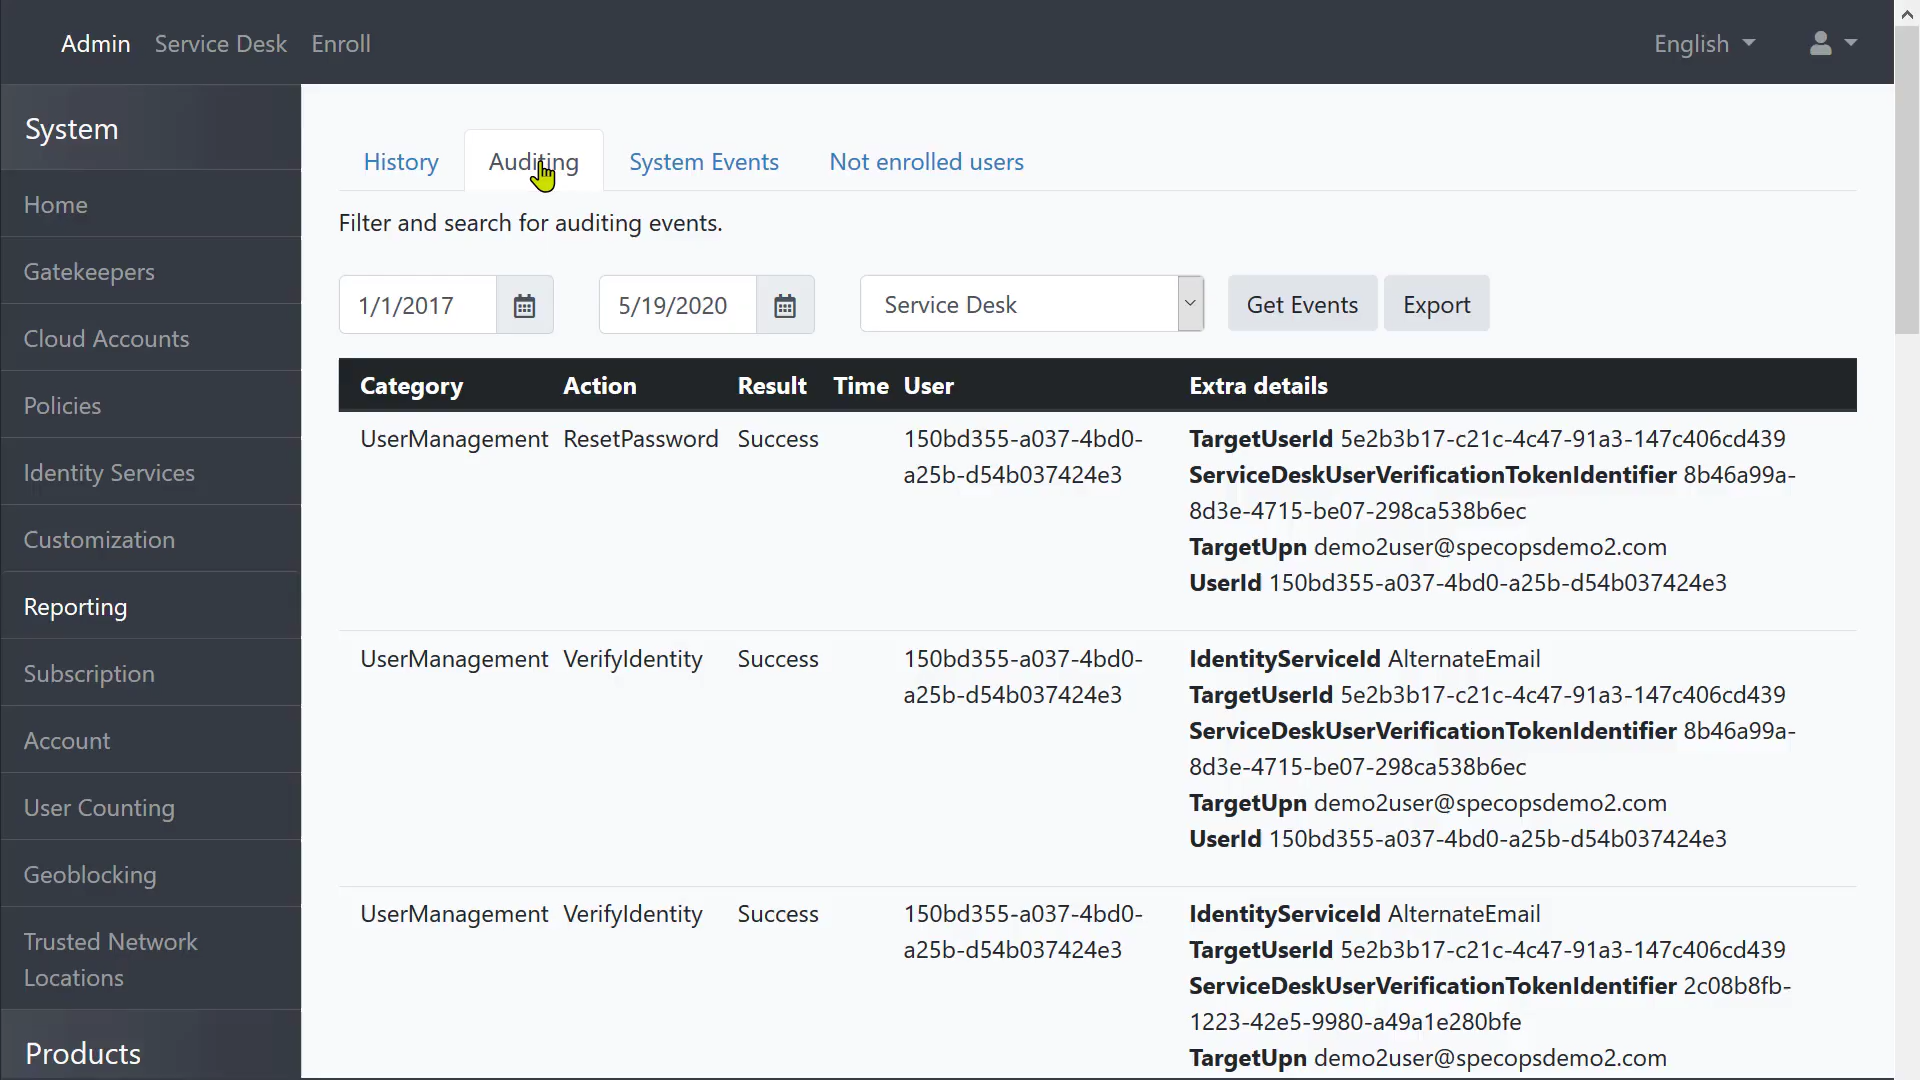 Admin Service Desk Enroll English
System
Home
Gatekeepers
Cloud Accounts
Policies
Identity Services
Customization
Reporting
Subscription
Account
User Counting
Geoblocking
Trusted Network
Locations
Products
History Auditing System Events Not enrolled users
Filter and search for auditing events.
1/1/2017 5/19/2020 Service Desk Get Events Export
Category Action Result Time User Extra details
UserManagement ResetPassword Success 150bd355-a037-4bd0-
a25b-d54b037424e3
TargetUserId 5e2b3b17-c21c-4c47-91a3-147c406cd439
ServiceDeskUserVerificationTokenIdentifier 8b46a99a-
8d3e-4715-be07-298ca538b6ec
TargetUpn demo2user@specopsdemo2.com
UserId 150bd355-a037-4bd0-a25b-d54b037424e3
UserManagement VerifyIdentity Success 150bd355-a037-4bd0-
a25b-d54b037424e3
IdentityServiceId AlternateEmail
TargetUserId 5e2b3b17-c21c-4c47-91a3-147c406cd439
ServiceDeskUserVerificationTokenIdentifier 8b46a99a-
8d3e-4715-be07-298ca538b6ec
TargetUpn demo2user@specopsdemo2.com
UserId 150bd355-a037-4bd0-a25b-d54b037424e3
UserManagement VerifyIdentity Success 150bd355-a037-4bd0-
a25b-d54b037424e3
IdentityServiceId AlternateEmail
TargetUserId 5e2b3b17-c21c-4c47-91a3-147c406cd439
ServiceDeskUserVerificationTokenIdentifier 2c08b8fb-
1223-42e5-9980-a49a1e280bfe
TargetUpn demo2user@specopsdemo2.com